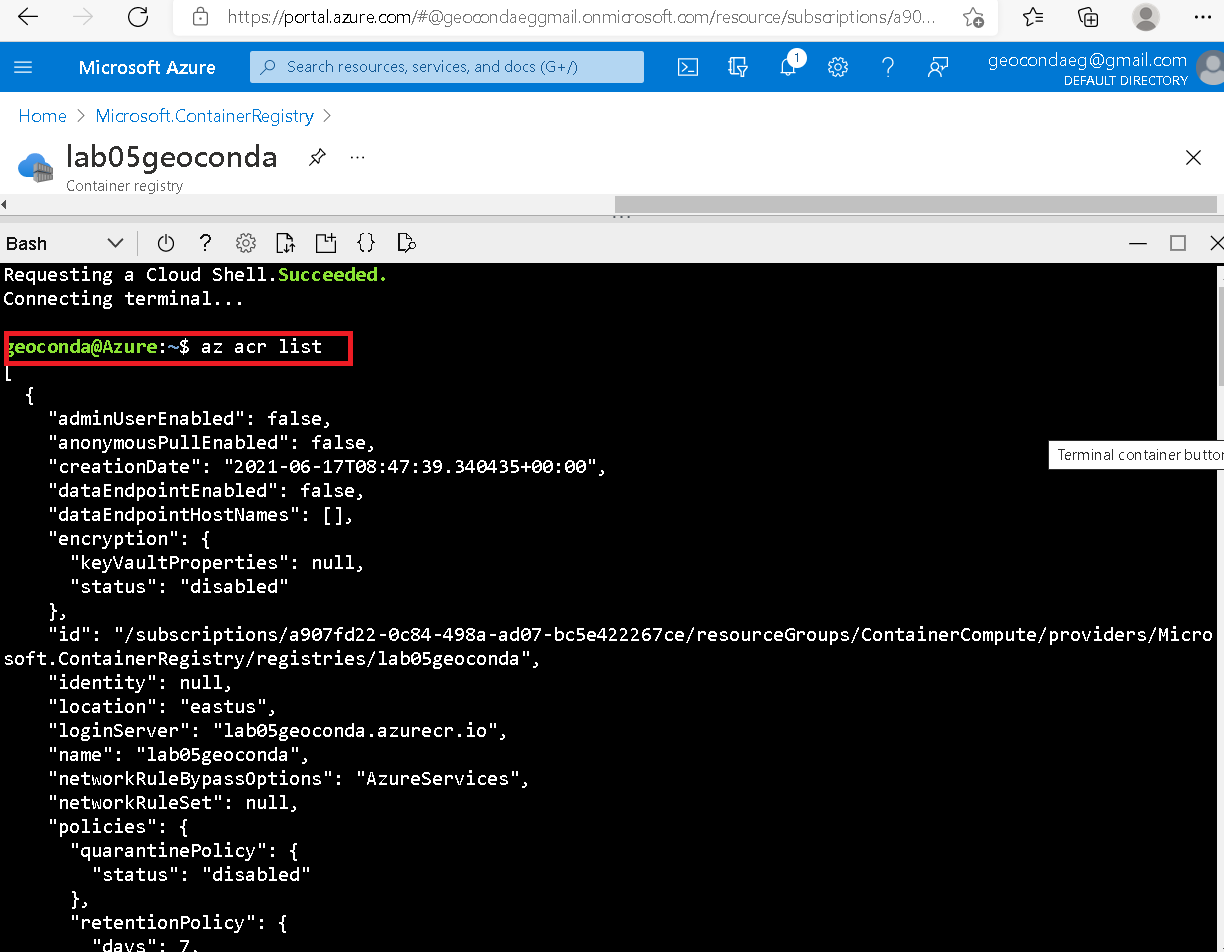 https://portal.azure.com/#@geocondaeggmail.onmicrosoft.com/resource/subscriptions/a90...
Microsoft Azure
Search resources, services, and docs (G+/)
1
geocondaeg@gmail.com
DEFAULT DIRECTORY
Home > Microsoft.ContainerRegistry >
lab05geoconda
...
Container registry
Bash
Requesting a Cloud Shell.Succeeded.
Connecting terminal...
geoconda@Azure:~$ az acr list
[
  {
    "adminUserEnabled": false,
    "anonymousPullEnabled": false,
    "creationDate": "2021-06-17T08:47:39.340435+00:00",
Terminal container button
    "dataEndpointEnabled": false,
    "dataEndpointHostNames": [],
    "encryption": {
      "keyVaultProperties": null,
      "status": "disabled"
    },
    "id": "/subscriptions/a907fd22-0c84-498a-ad07-bc5e422267ce/resourceGroups/ContainerCompute/providers/Micro
soft.ContainerRegistry/registries/lab05geoconda",
    "identity": null,
    "location": "eastus",
    "loginServer": "lab05geoconda.azurecr.io",
    "name": "lab05geoconda",
    "networkRuleBypassOptions": "AzureServices",
    "networkRuleSet": null,
    "policies": {
      "quarantinePolicy": {
        "status": "disabled"
      },
      "retentionPolicy": {
        "days": 7,